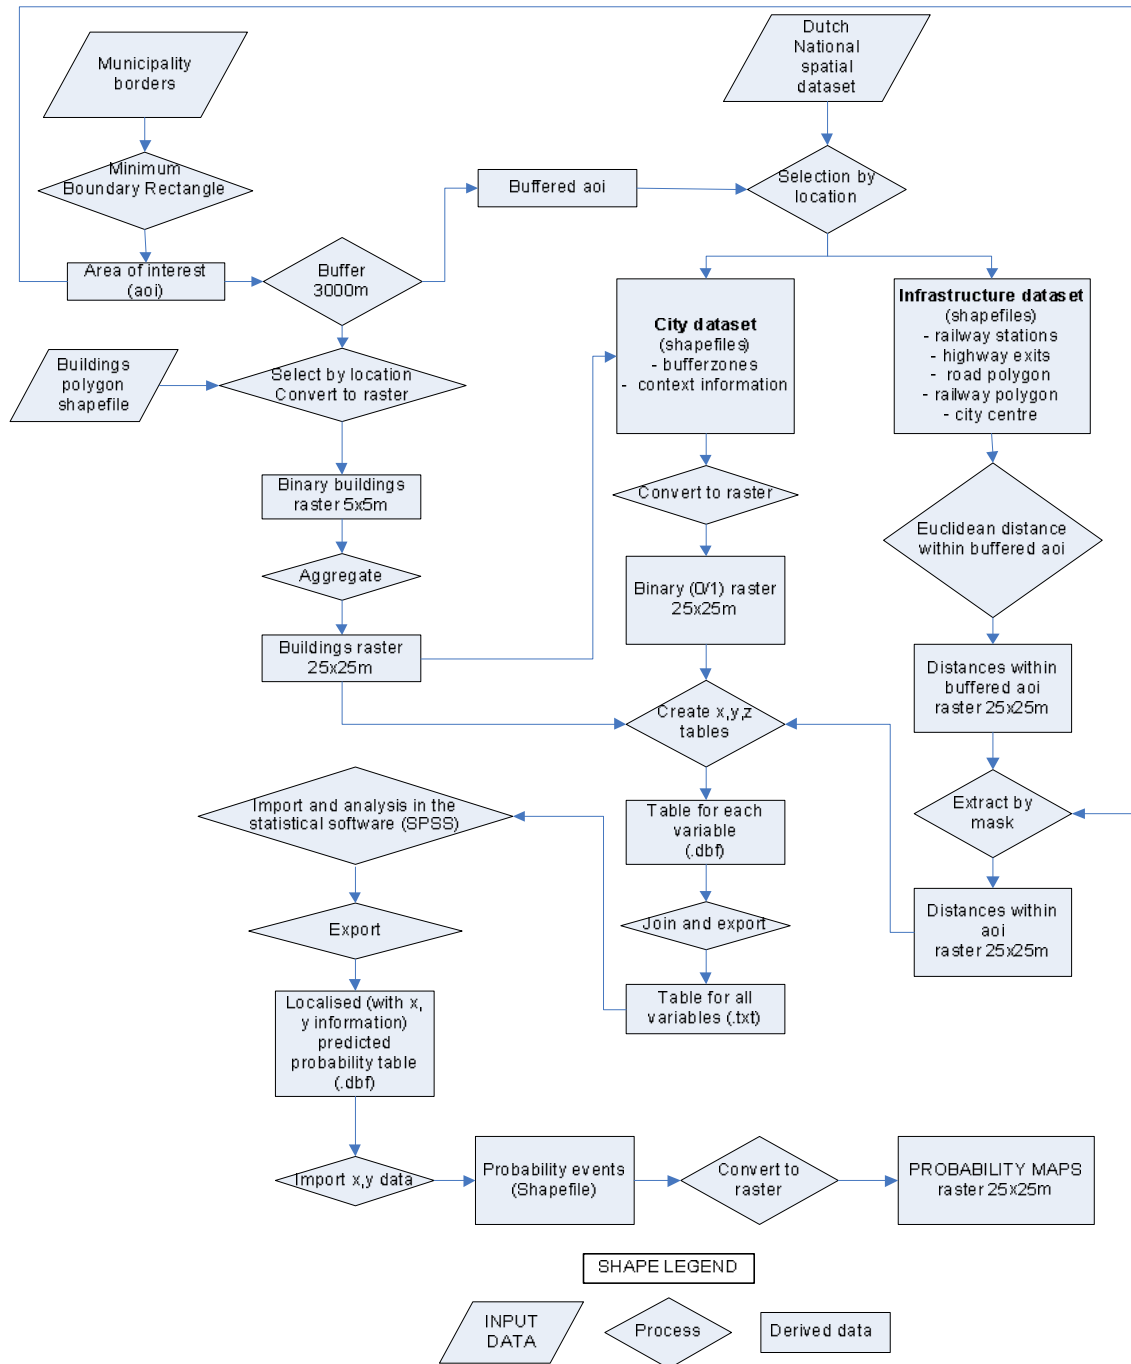 Municipality
borders
Dutch
National
spatial
dataset
Minimum
Boundary Rectangle
Buffered aoi
Selection by
location
Area of interest
(aoi)
Buffer
3000m
City dataset
(shapefiles)
- bufferzones
- context information
Infrastructure dataset
(shapefiles)
- railway stations
- highway exits
- road polygon
- railway polygon
- city centre
Buildings
polygon
shapefile
Select by location
Convert to raster
Binary buildings
raster 5x5m
Convert to raster
Euclidean distance
within buffered aoi
Aggregate
Binary (0/1) raster
25x25m
Buildings raster
25x25m
Distances within
buffered aoi
raster 25x25m
Create x,y,z
tables
Import and analysis in the
statistical software (SPSS)
Table for each
variable
(.dbf)
Extract by
mask
Export
Join and export
Distances within
aoi
raster 25x25m
Localised (with x,
y information)
predicted
probability table
(.dbf)
Table for all
variables (.txt)
Import x,y data
Probability events
(Shapefile)
Convert to
raster
PROBABILITY MAPS
raster 25x25m
SHAPE LEGEND
INPUT
DATA
Process
Derived data